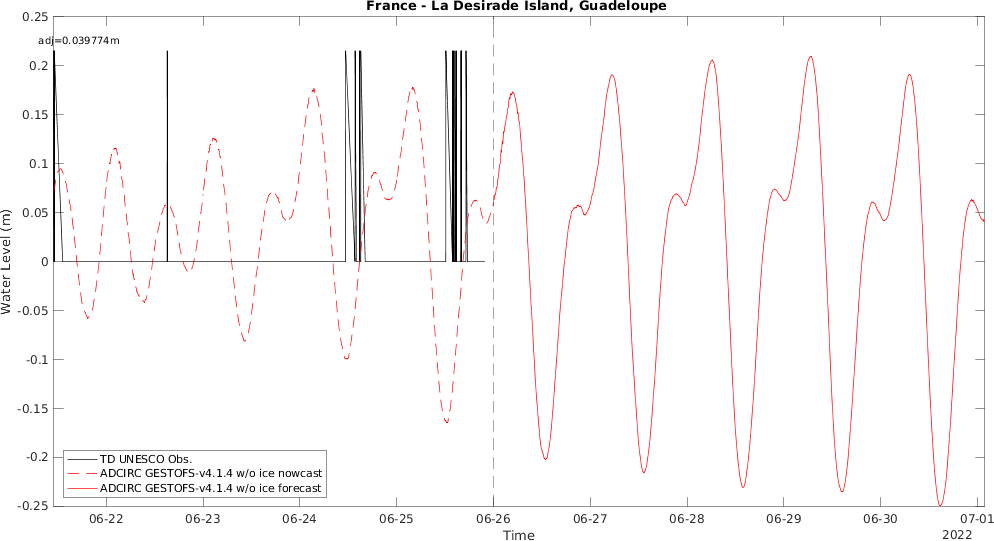 France - La Desirade Island, Guadeloupe
adj=0.039774m
0.25
0.2
0.15
0.1
0.05
0
-0.05
-0.1
-0.15
-0.2
-0.25
Water Level (m)
TD UNESCO Obs.
ADCIRC GESTOFS-v4.1.4 w/o ice nowcast
ADCIRC GESTOFS-v4.1.4 w/o ice forecast
06-22 06-23 06-24 06-25 06-26 06-27 06-28 06-29 06-30 07-01
Time
2022